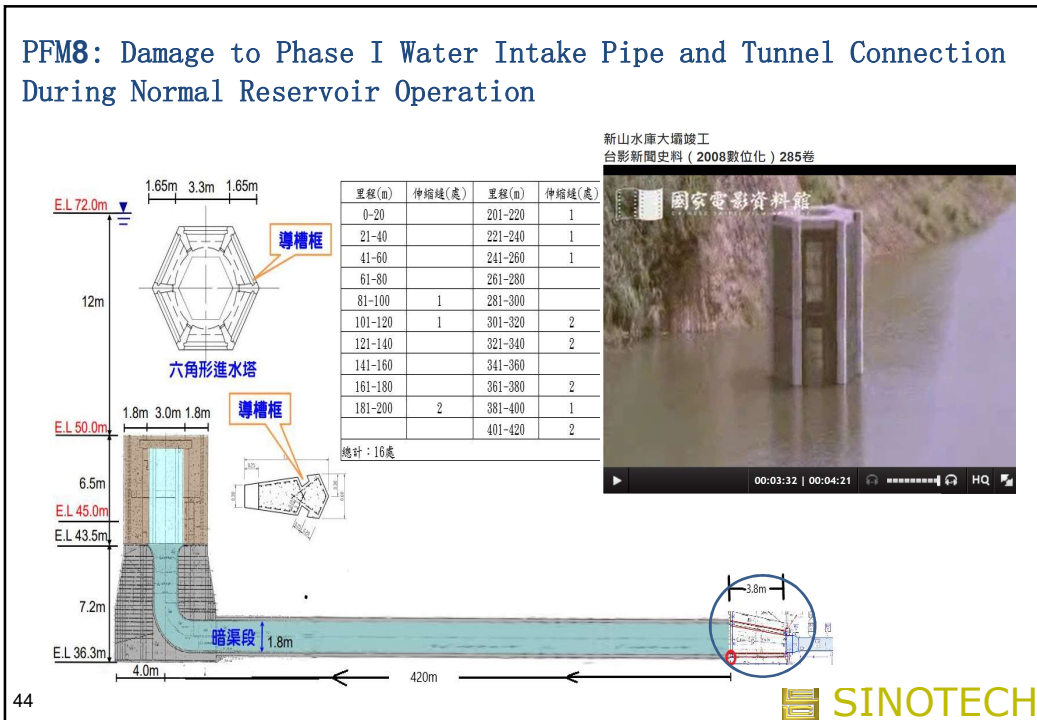 PFM8: Damage to Phase I Water Intake Pipe and Tunnel Connection
During Normal Reservoir Operation
新山水庫大壩竣工
台影新聞史料（2008數位化）285卷
國家電影資料館
00:03:32 | 00:04:21 HQ
1.65m 3.3m 1.65m
E.L 72.0m
導槽框
12m
六角形進水塔
里程(m) 伸縮縫(處) 里程(m) 伸縮縫(處)
0-20 201-220 1
21-40 221-240 1
41-60 241-260 1
61-80 261-280
81-100 1 281-300
101-120 1 301-320 2
121-140 321-340 2
141-160 341-360
161-180 361-380 2
181-200 2 381-400 1
401-420 2
總計：16處
1.8m 3.0m 1.8m
導槽框
E.L 50.0m
6.5m
E.L 45.0m
E.L 43.5m
7.2m
暗渠段 1.8m
3.8m
E.L 36.3m
4.0m
420m
44
SINOTECH